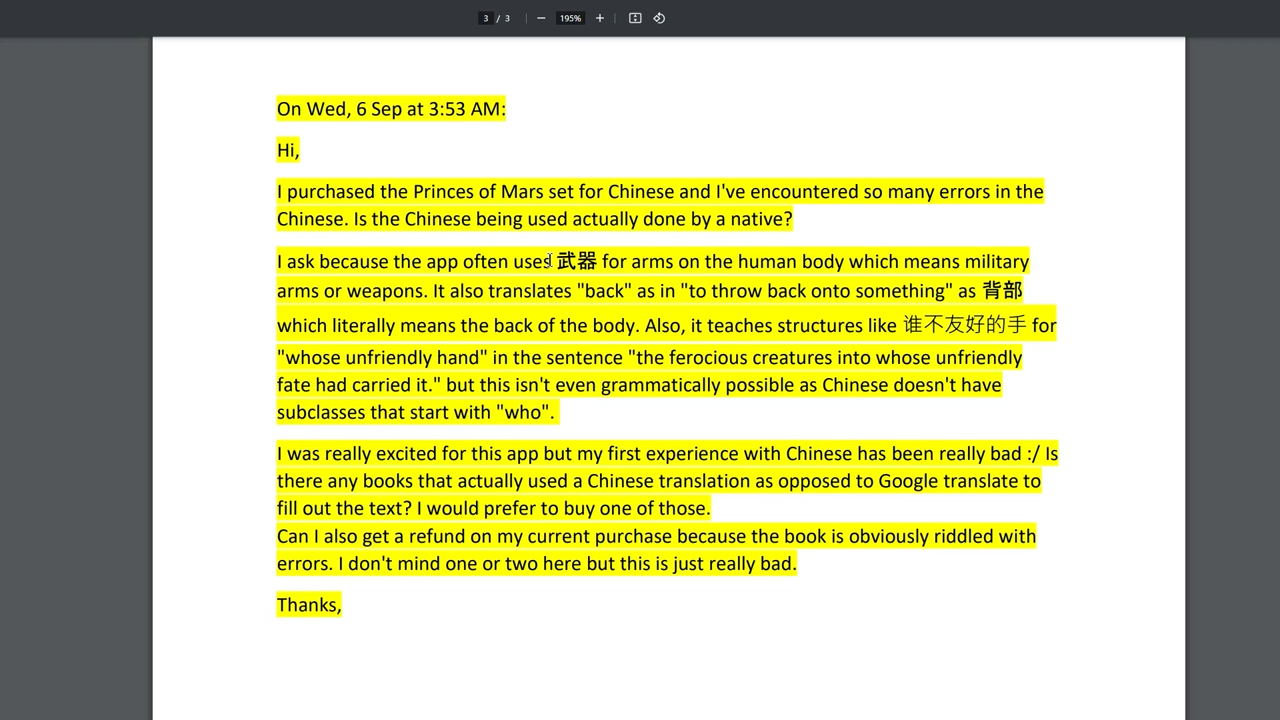 3 / 3
195%
On Wed, 6 Sep at 3:53 AM:
Hi,
I purchased the Princes of Mars set for Chinese and I've encountered so many errors in the
Chinese. Is the Chinese being used actually done by a native?
I ask because the app often uses 武器 for arms on the human body which means military
arms or weapons. It also translates "back" as in "to throw back onto something" as 背部
which literally means the back of the body. Also, it teaches structures like 谁不友好的手 for
"whose unfriendly hand" in the sentence "the ferocious creatures into whose unfriendly
fate had carried it." but this isn't even grammatically possible as Chinese doesn't have
subclasses that start with "who".
I was really excited for this app but my first experience with Chinese has been really bad :/ Is
there any books that actually used a Chinese translation as opposed to Google translate to
fill out the text? I would prefer to buy one of those.
Can I also get a refund on my current purchase because the book is obviously riddled with
errors. I don't mind one or two here but this is just really bad.
Thanks,